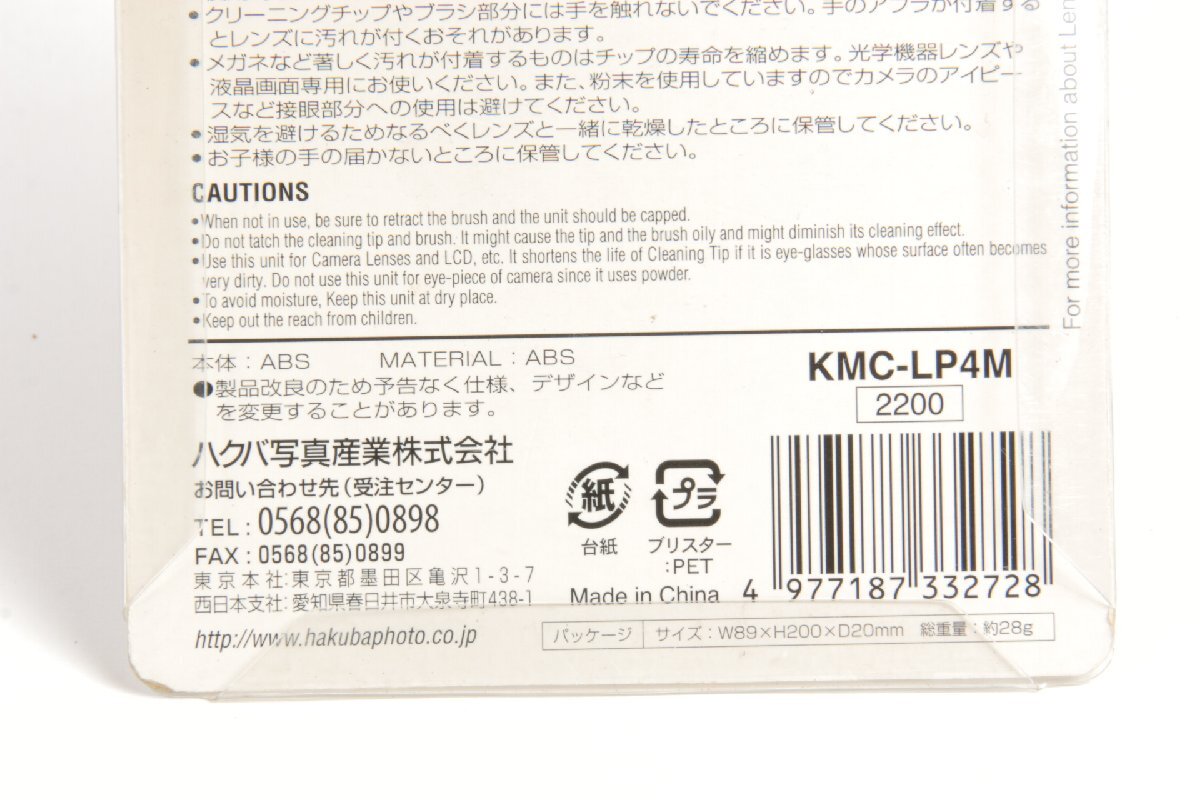 ●クリーニングチップやブラシ部分には手を触れないでください。手のアブラが付着する
とレンズに汚れが付くおそれがあります。
●メガネなど著しく汚れが付着するものはチップの寿命を縮めます。光学機器レンズや
液晶画面専用にお使いください。また、粉末を使用していますのでカメラのアイピー
スなど接眼部分への使用は避けてください。
●湿気を避けるためなるべくレンズと一緒に乾燥したところに保管してください。
●お子様の手の届かないところに保管してください。
CAUTIONS
●When not in use, be sure to retract the brush and the unit should be capped.
●Do not tatch the cleaning tip and brush. It might cause the tip and the brush oily and might diminish its cleaning effect.
●Use this unit for Camera Lenses and LCD, etc. It shortens the life of Cleaning Tip if it is eye-glasses whose surface often becomes
very dirty. Do not use this unit for eye-piece of camera since it uses powder.
●To avoid moisture, Keep this unit at dry place.
●Keep out the reach from children.
For more information about Len
本体：ABS MATERIAL：ABS
●製品改良のため予告なく仕様、デザインなど
を変更することがあります。
KMC-LP4M
2200
ハクバ写真産業株式会社
お問い合わせ先（受注センター）
TEL：0568(85)0898
FAX：0568(85)0899
東京本社：東京都墨田区亀沢1-3-7
西日本支社：愛知県春日井市大泉寺町438-1
http://www.hakubaphoto.co.jp
紙
台紙
プラ
ブリスター
：PET
Made in China
4 977187 332728
パッケージ サイズ：W89×H200×D20mm 総重量：約28g